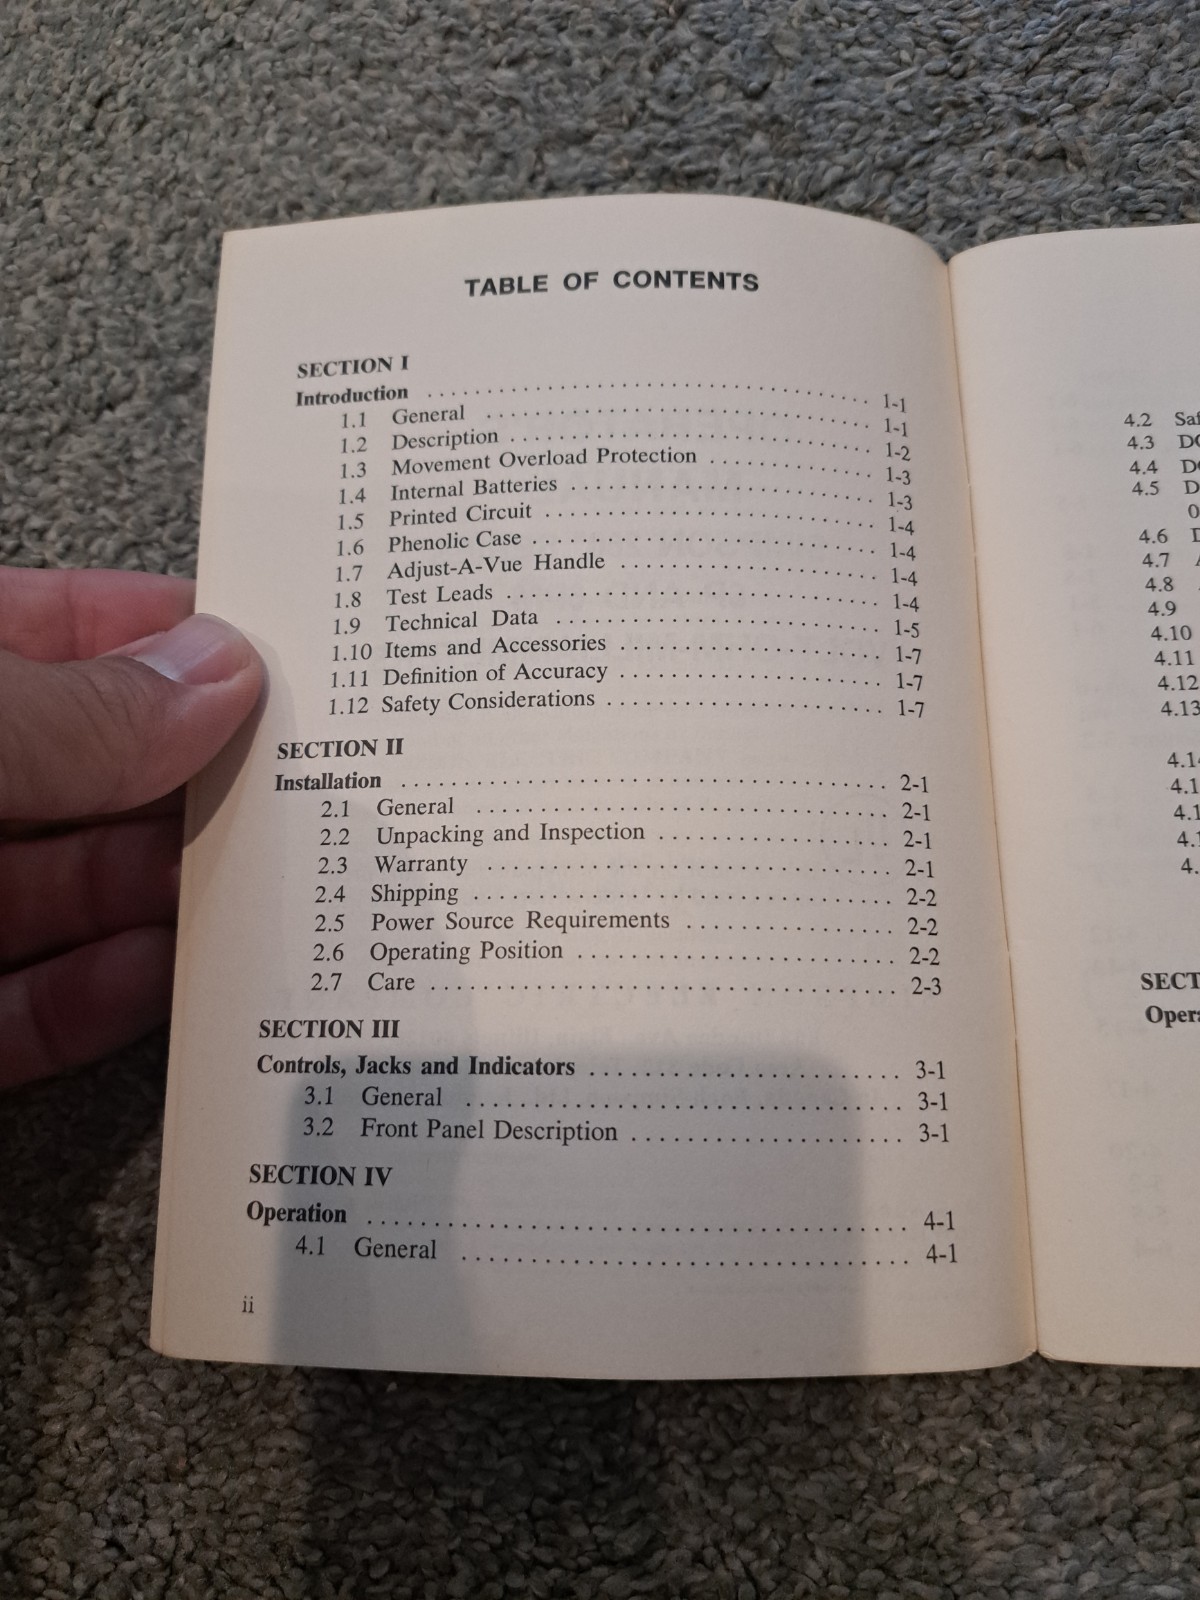 TABLE OF CONTENTS
SECTION I
Introduction . . . . . . . . . . . . . . . . . . . . . . . . . . . . 1-1
1.1 General . . . . . . . . . . . . . . . . . . . . . . . . 1-1
1.2 Description . . . . . . . . . . . . . . . . . . . . . . 1-2
1.3 Movement Overload Protection . . . . . . . . . . 1-3
1.4 Internal Batteries . . . . . . . . . . . . . . . . . . . 1-3
1.5 Printed Circuit . . . . . . . . . . . . . . . . . . . . 1-4
1.6 Phenolic Case . . . . . . . . . . . . . . . . . . . . . 1-4
1.7 Adjust-A-Vue Handle . . . . . . . . . . . . . . . . 1-4
1.8 Test Leads . . . . . . . . . . . . . . . . . . . . . . . 1-4
1.9 Technical Data . . . . . . . . . . . . . . . . . . . . 1-5
1.10 Items and Accessories . . . . . . . . . . . . . . . . 1-7
1.11 Definition of Accuracy . . . . . . . . . . . . . . . . 1-7
1.12 Safety Considerations . . . . . . . . . . . . . . . . . 1-7
SECTION II
Installation . . . . . . . . . . . . . . . . . . . . . . . . . . . . . 2-1
2.1 General . . . . . . . . . . . . . . . . . . . . . . . . . 2-1
2.2 Unpacking and Inspection . . . . . . . . . . . . . . 2-1
2.3 Warranty . . . . . . . . . . . . . . . . . . . . . . . . 2-1
2.4 Shipping . . . . . . . . . . . . . . . . . . . . . . . . . 2-2
2.5 Power Source Requirements . . . . . . . . . . . . 2-2
2.6 Operating Position . . . . . . . . . . . . . . . . . . . 2-2
2.7 Care . . . . . . . . . . . . . . . . . . . . . . . . . . . . 2-3
SECTION III
Controls, Jacks and Indicators . . . . . . . . . . . . . . . . . . 3-1
3.1 General . . . . . . . . . . . . . . . . . . . . . . . . . 3-1
3.2 Front Panel Description . . . . . . . . . . . . . . . . 3-1
SECTION IV
Operation . . . . . . . . . . . . . . . . . . . . . . . . . . . . . . . 4-1
4.1 General . . . . . . . . . . . . . . . . . . . . . . . . . . 4-1
ii
4.2
4.3
4.4
4.5
4.6
4.7
4.8
4.9
4.10
4.11
4.12
4.13